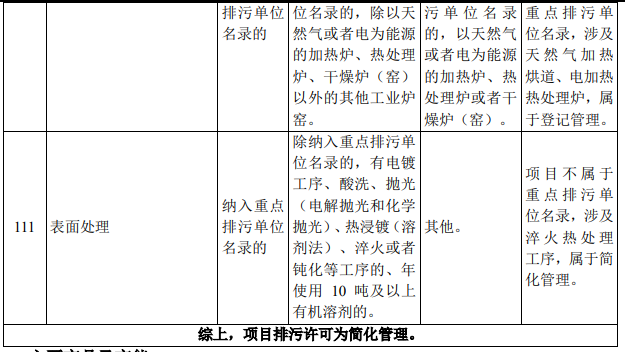 排污单位
名录的
位名录的，除以天
然气或者电为能源
的加热炉、热处理
炉、干燥炉（窑）
以外的其他工业炉
窑。
污单位名录
的，以天然气
或者电为能源
的加热炉、热
处理炉或者干
燥炉（窑）。
重点排污单
位名录，涉及
天然气加热
烘道、电加热
热处理炉，属
于登记管理。
111
表面处理
纳入重点
排污单位
名录的
除纳入重点排污单
位名录的，有电镀
工序、酸洗、抛光
（电解抛光和化学
抛光）、热浸镀（溶
剂法）、淬火或者
钝化等工序的、年
使用 10 吨及以上
有机溶剂的。
其他。
项目不属于
重点排污单
位名录，涉及
淬火热处理
工序，属于简
化管理。
综上，项目排污许可为简化管理。